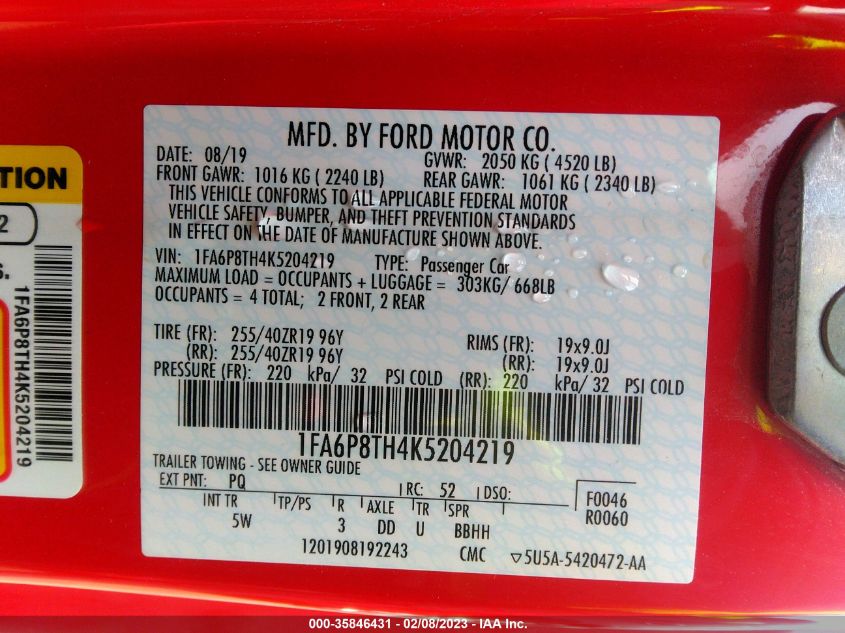 TION
2
S.
1FA6P8TH4K5204219
MFD. BY FORD MOTOR CO.
DATE: 08/19 GVWR: 2050 KG ( 4520 LB)
FRONT GAWR: 1016 KG ( 2240 LB) REAR GAWR: 1061 KG ( 2340 LB)
THIS VEHICLE CONFORMS TO ALL APPLICABLE FEDERAL MOTOR
VEHICLE SAFETY, BUMPER, AND THEFT PREVENTION STANDARDS
IN EFFECT ON THE DATE OF MANUFACTURE SHOWN ABOVE.
VIN: 1FA6P8TH4K5204219 TYPE: Passenger Car
MAXIMUM LOAD = OCCUPANTS + LUGGAGE = 303KG/ 668LB
OCCUPANTS = 4 TOTAL; 2 FRONT, 2 REAR
TIRE (FR): 255/40ZR19 96Y RIMS (FR): 19x9.0J
(RR): 255/40ZR19 96Y (RR): 19x9.0J
PRESSURE (FR): 220 kPa/ 32 PSI COLD (RR): 220 kPa/ 32 PSI COLD
1FA6P8TH4K5204219
TRAILER TOWING - SEE OWNER GUIDE
EXT PNT: PQ RC: 52 DSO: F0046
INT TR TP/PS R AXLE TR SPR R0060
5W 3 DD U BBHH
1201908192243 CMC ▽5U5A-5420472-AA
000-35846431 - 02/08/2023 - IAA Inc.